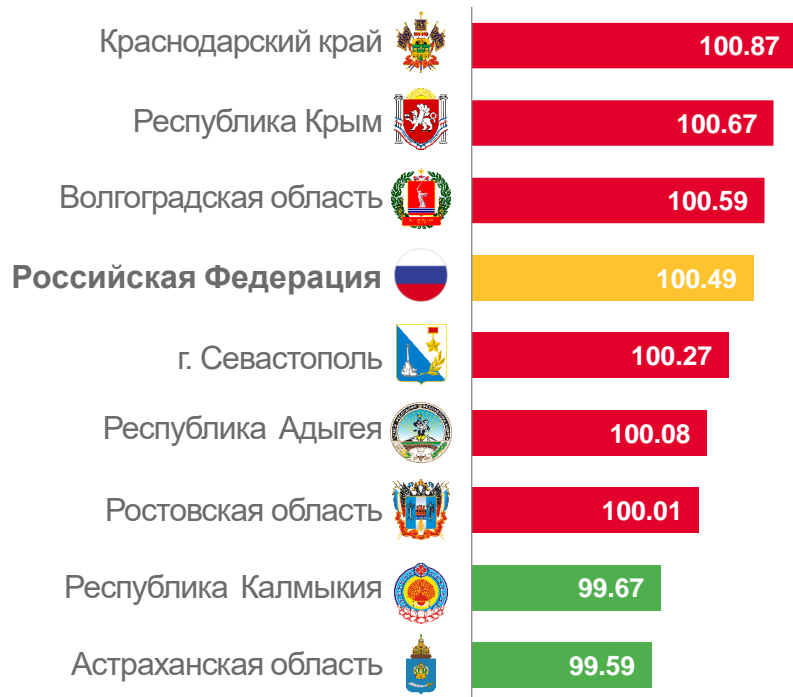 Краснодарский край 100.87
Республика Крым 100.67
Волгоградская область 100.59
Российская Федерация 100.49
г. Севастополь 100.27
Республика Адыгея 100.08
Ростовская область 100.01
Республика Калмыкия 99.67
Астраханская область 99.59